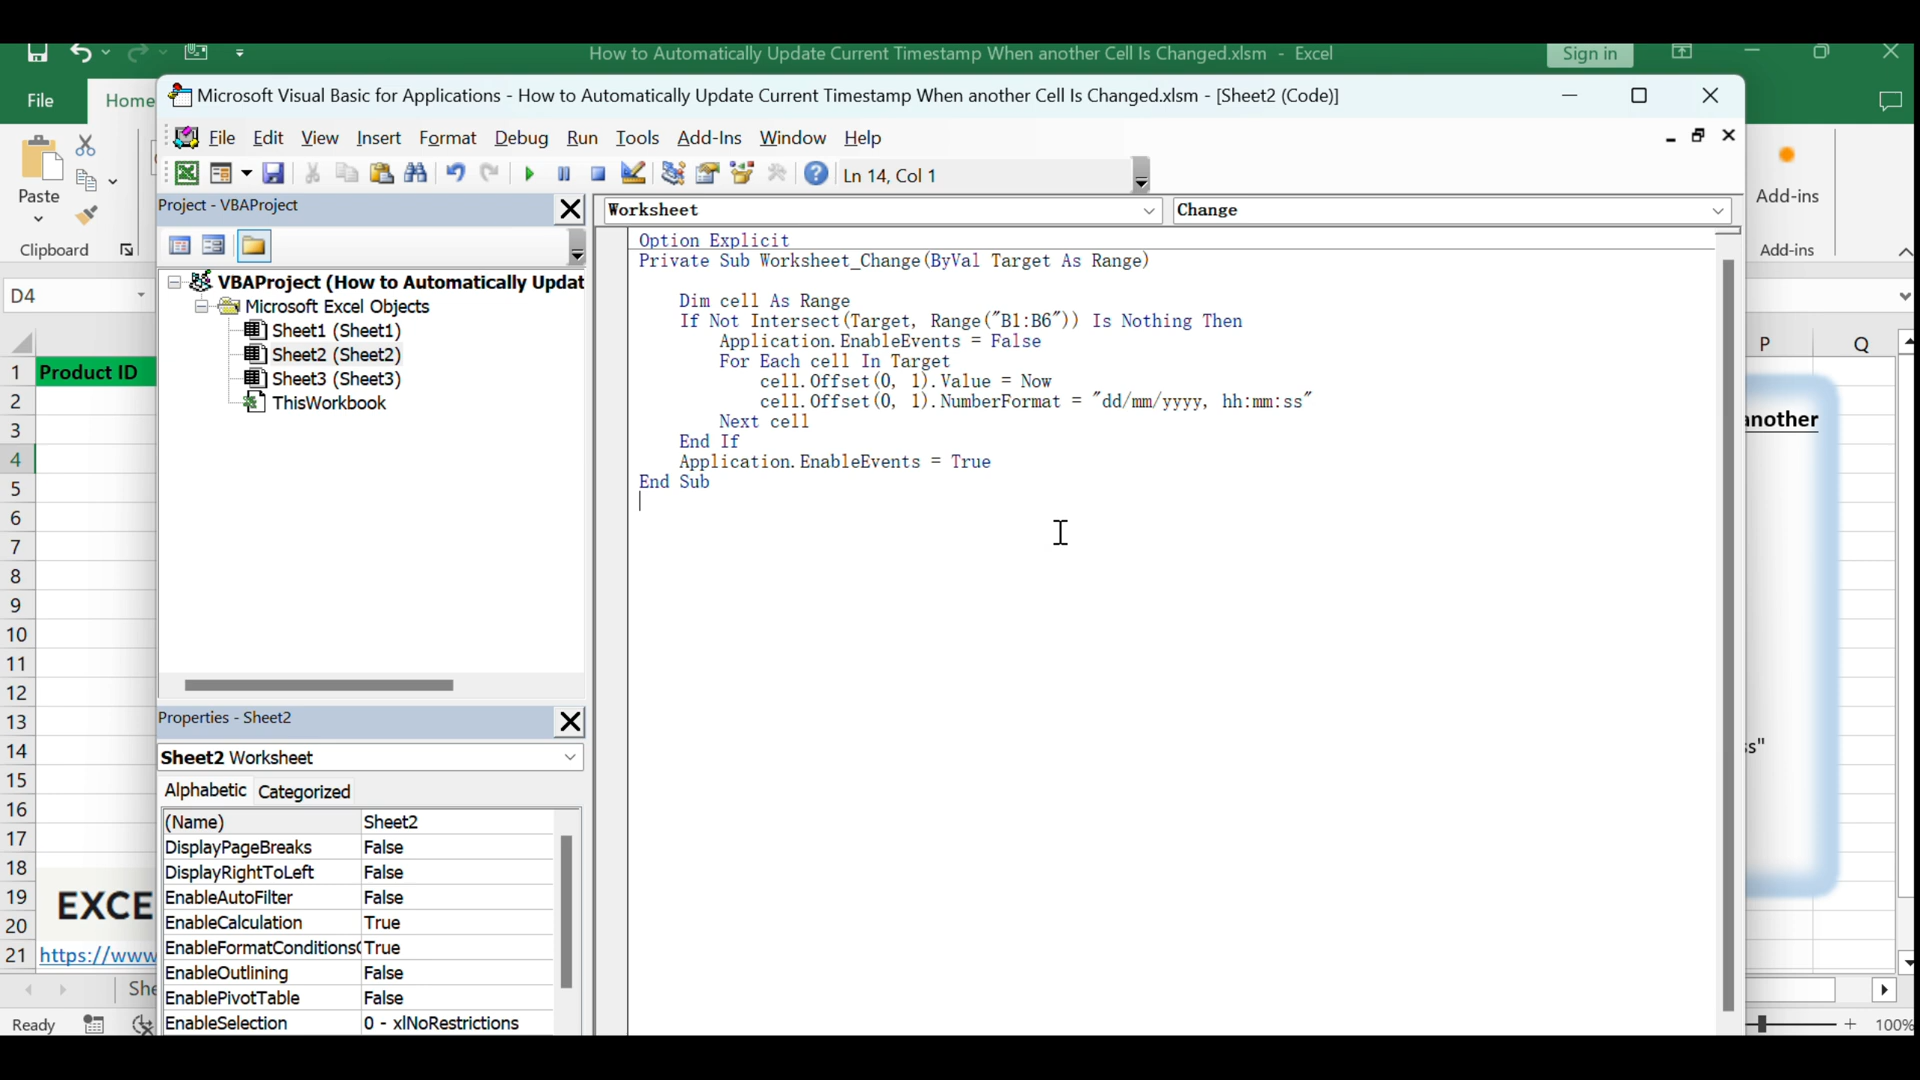 How to Automatically Update Current Timestamp When another Cell Is Changed.xlsm - Excel
Sign in
File
Home
Microsoft Visual Basic for Applications - How to Automatically Update Current Timestamp When another Cell Is Changed.xlsm - [Sheet2 (Code)]
File Edit View Insert Format Debug Run Tools Add-Ins Window Help
Ln 14, Col 1
Paste
Clipboard
Add-ins
Add-ins
D4
Project - VBAProject
VBAProject (How to Automatically Updat
Microsoft Excel Objects
Sheet1 (Sheet1)
Sheet2 (Sheet2)
Sheet3 (Sheet3)
ThisWorkbook
Worksheet
Change
Option Explicit
Private Sub Worksheet_Change(ByVal Target As Range)
Dim cell As Range
If Not Intersect(Target, Range("B1:B6")) Is Nothing Then
Application.EnableEvents = False
For Each cell In Target
cell.Offset(0, 1).Value = Now
cell.Offset(0, 1).NumberFormat = "dd/mm/yyyy, hh:mm:ss"
Next cell
End If
Application.EnableEvents = True
End Sub
Properties - Sheet2
Sheet2 Worksheet
Alphabetic Categorized
(Name) Sheet2
DisplayPageBreaks False
DisplayRightToLeft False
EnableAutoFilter False
EnableCalculation True
EnableFormatConditionsC True
EnableOutlining False
EnablePivotTable False
EnableSelection 0 - xlNoRestrictions
P Q
1 Product ID
2
3
4
5
6
7
8
9
10
11
12
13
14
15
16
17
18
19
20
21 https://www
EXCE
another
ss"
She
Ready
100%